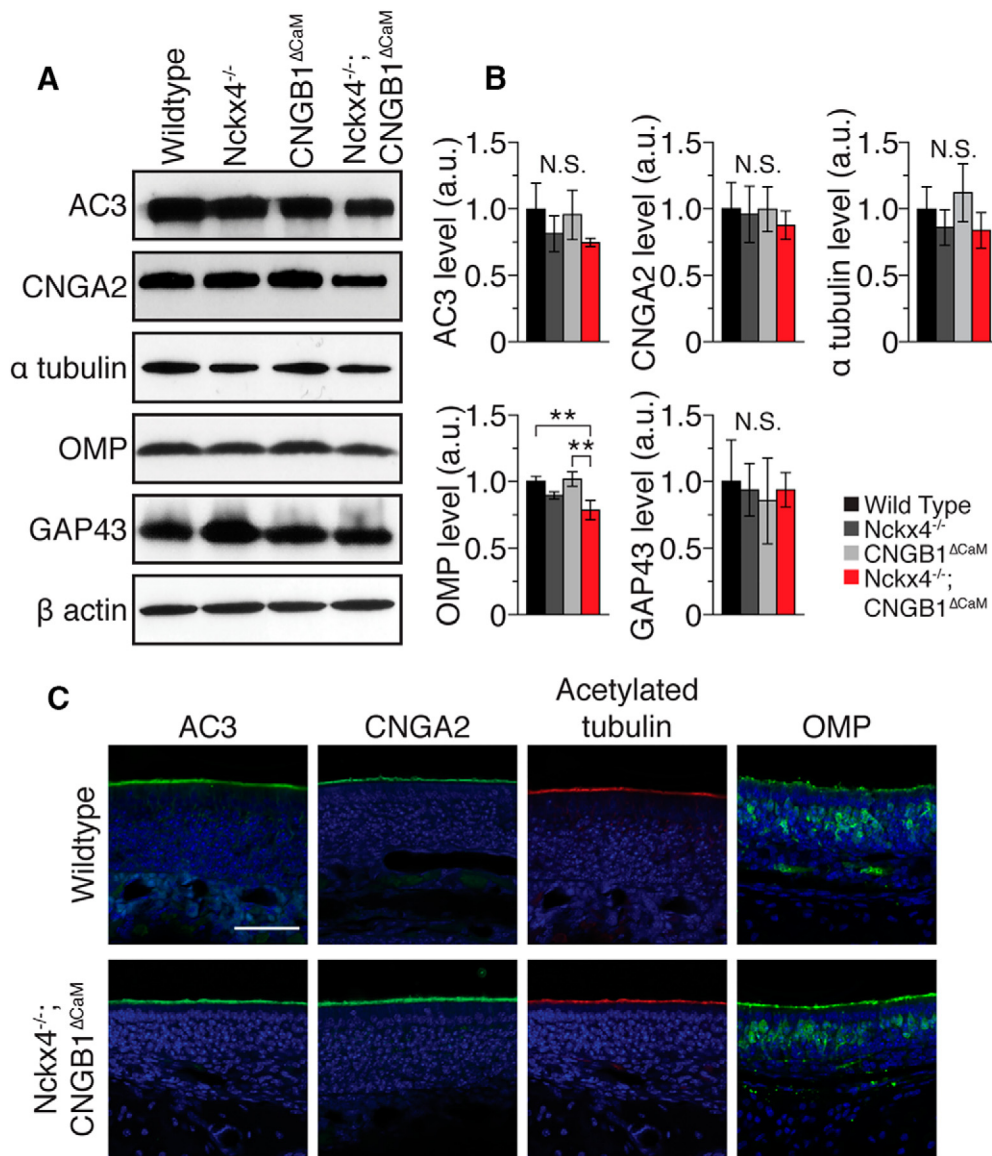 A
Wildtype
Nckx4-/-
CNGB1ΔCaM
Nckx4-/-;
CNGB1ΔCaM
AC3
CNGA2
α tubulin
OMP
GAP43
β actin
B
AC3 level (a.u.)
1.5
1.0
0.5
0
N.S.
CNGA2 level (a.u.)
1.5
1.0
0.5
0
N.S.
α tubulin level (a.u.)
1.5
1.0
0.5
0
N.S.
OMP level (a.u.)
1.5
1.0
0.5
0
**
**
GAP43 level (a.u.)
1.5
1.0
0.5
0
N.S.
Wild Type
Nckx4-/-
CNGB1ΔCaM
Nckx4-/-;
CNGB1ΔCaM
C
AC3
CNGA2
Acetylated
tubulin
OMP
Wildtype
Nckx4-/-;
CNGB1ΔCaM